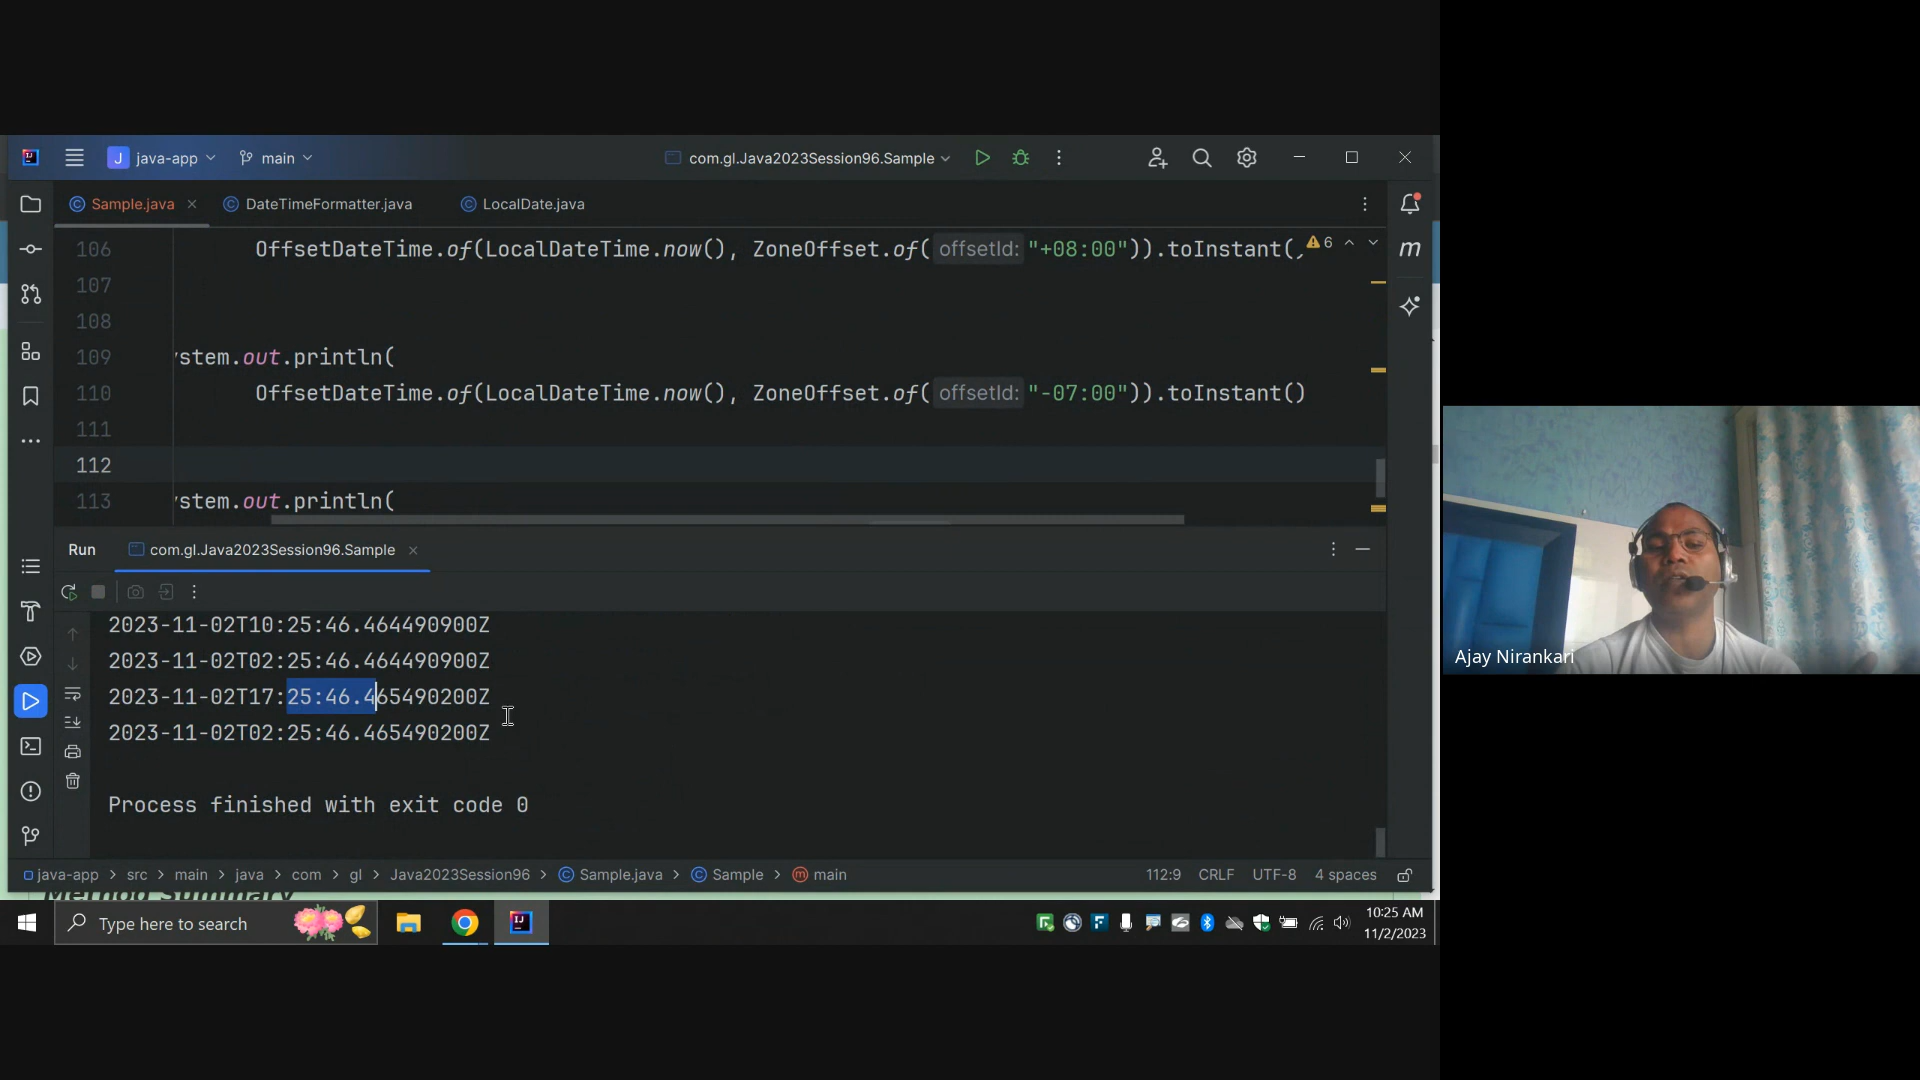 J java-app main com.gl.Java2023Session96.Sample
Sample.java DateTimeFormatter.java LocalDate.java
106 OffsetDateTime.of(LocalDateTime.now(), ZoneOffset.of( offsetId: "+08:00")).toInstant( 6
107
108
109 ystem.out.println(
110 OffsetDateTime.of(LocalDateTime.now(), ZoneOffset.of( offsetId: "-07:00")).toInstant()
111
112
113 ystem.out.println(
m
Run com.gl.Java2023Session96.Sample
2023-11-02T10:25:46.464490900Z
2023-11-02T02:25:46.464490900Z
2023-11-02T17:25:46.465490200Z
2023-11-02T02:25:46.465490200Z
Process finished with exit code 0
java-app > src > main > java > com > gl > Java2023Session96 > Sample.java > Sample > main 112:9 CRLF UTF-8 4 spaces
Method Summary
Type here to search
10:25 AM
11/2/2023
Ajay Nirankari